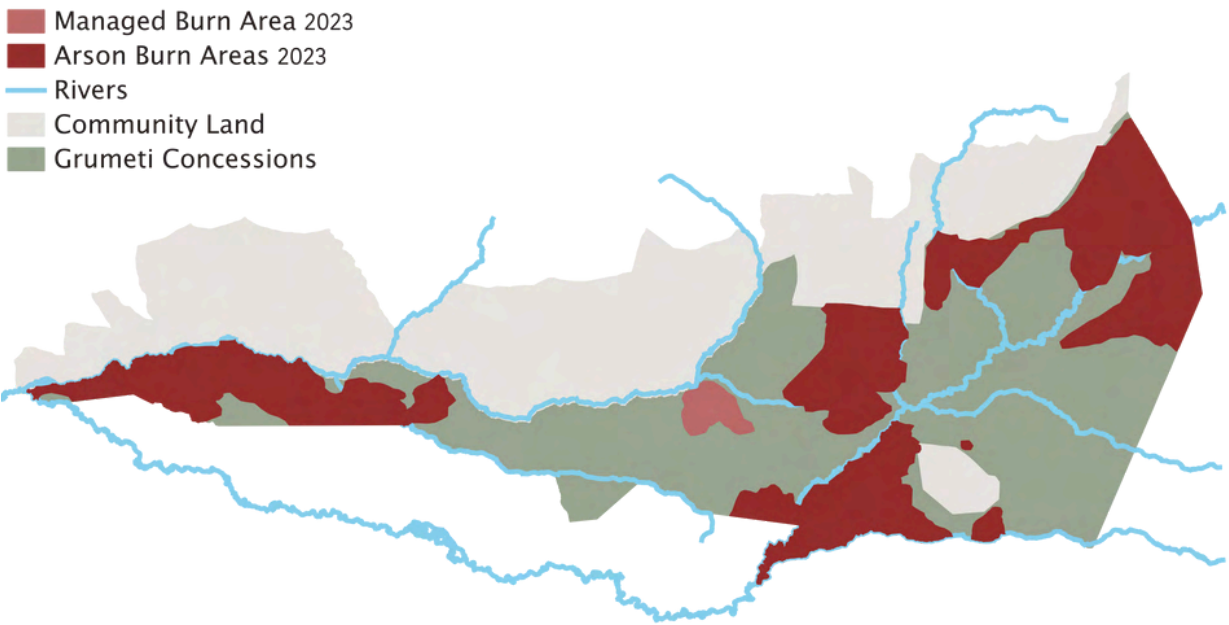 Managed Burn Area 2023
Arson Burn Areas 2023
Rivers
Community Land
Grumeti Concessions